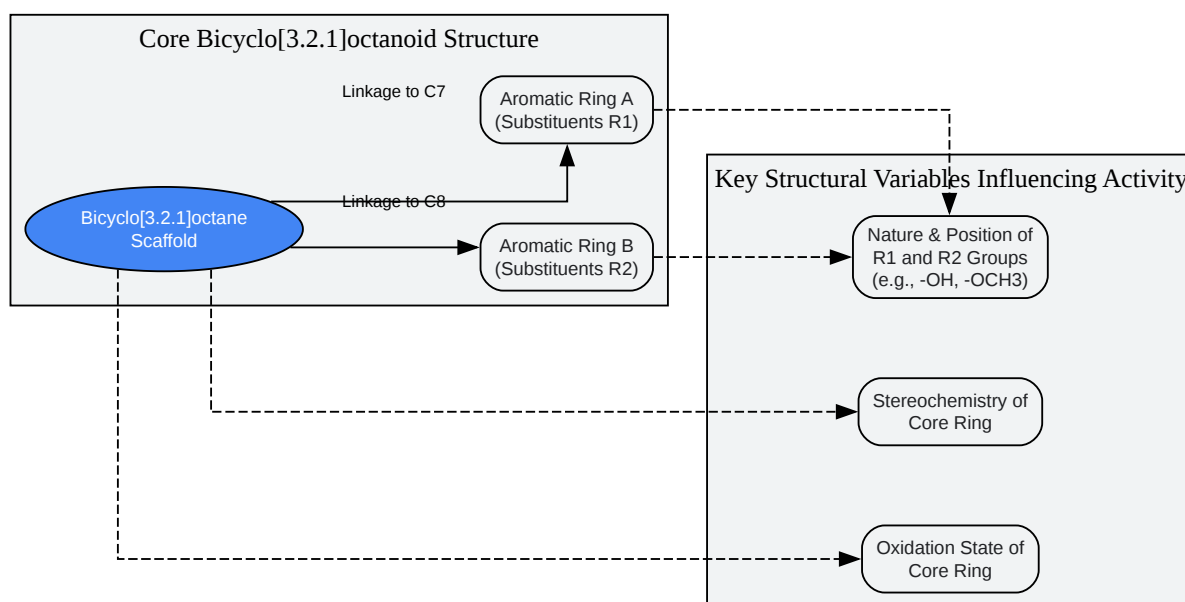 Core Bicyclo[3.2.1]octanoid Structure
Linkage to C7
Aromatic Ring A
(Substituents R1)
Linkage to C8
Bicyclo[3.2.1]octane
Scaffold
Aromatic Ring B
(Substituents R2)
Key Structural Variables Influencing Activity
Nature & Position of
R1 and R2 Groups
(e.g., -OH, -OCH3)
Stereochemistry of
Core Ring
Oxidation State of
Core Ring